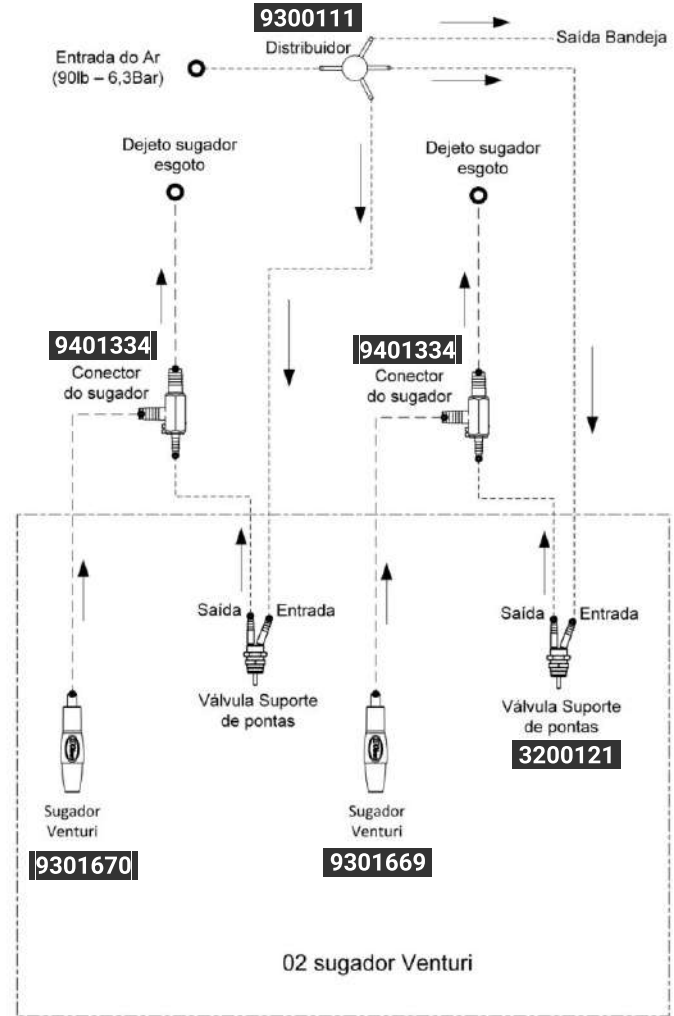 9300111
Distribuidor
Saída Bandeja
Entrada do Ar
(90lb – 6,3Bar)
Dejeto sugador
esgoto
Dejeto sugador
esgoto
9401334
Conector
do sugador
9401334
Conector
do sugador
Saída
Entrada
Saída
Entrada
Válvula Suporte
de pontas
Válvula Suporte
de pontas
3200121
Sugador
Venturi
9301670
Sugador
Venturi
9301669
02 sugador Venturi